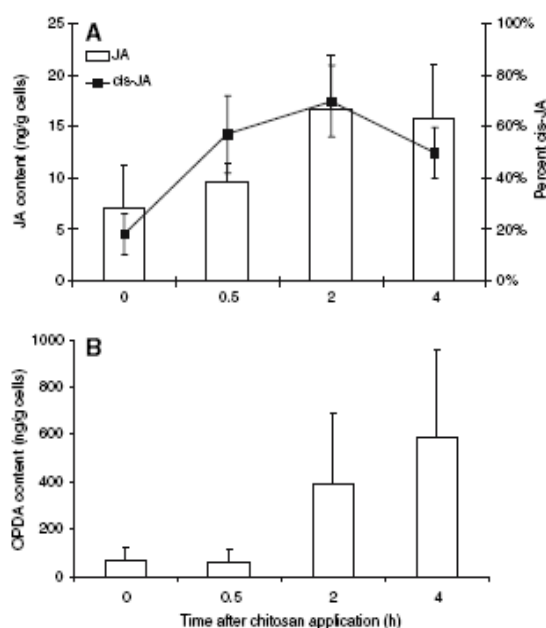 A
JA
cis-JA
JA content (ng/g cells)
25
20
15
10
5
0
Percent cis-JA
100%
80%
60%
40%
20%
0%
0 0.5 2 4
B
OPDA content (ng/g cells)
1000
800
600
400
200
0
0 0.5 2 4
Time after chitosan application (h)